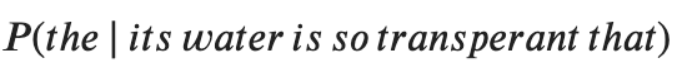 P(the | its water is so transperant that)